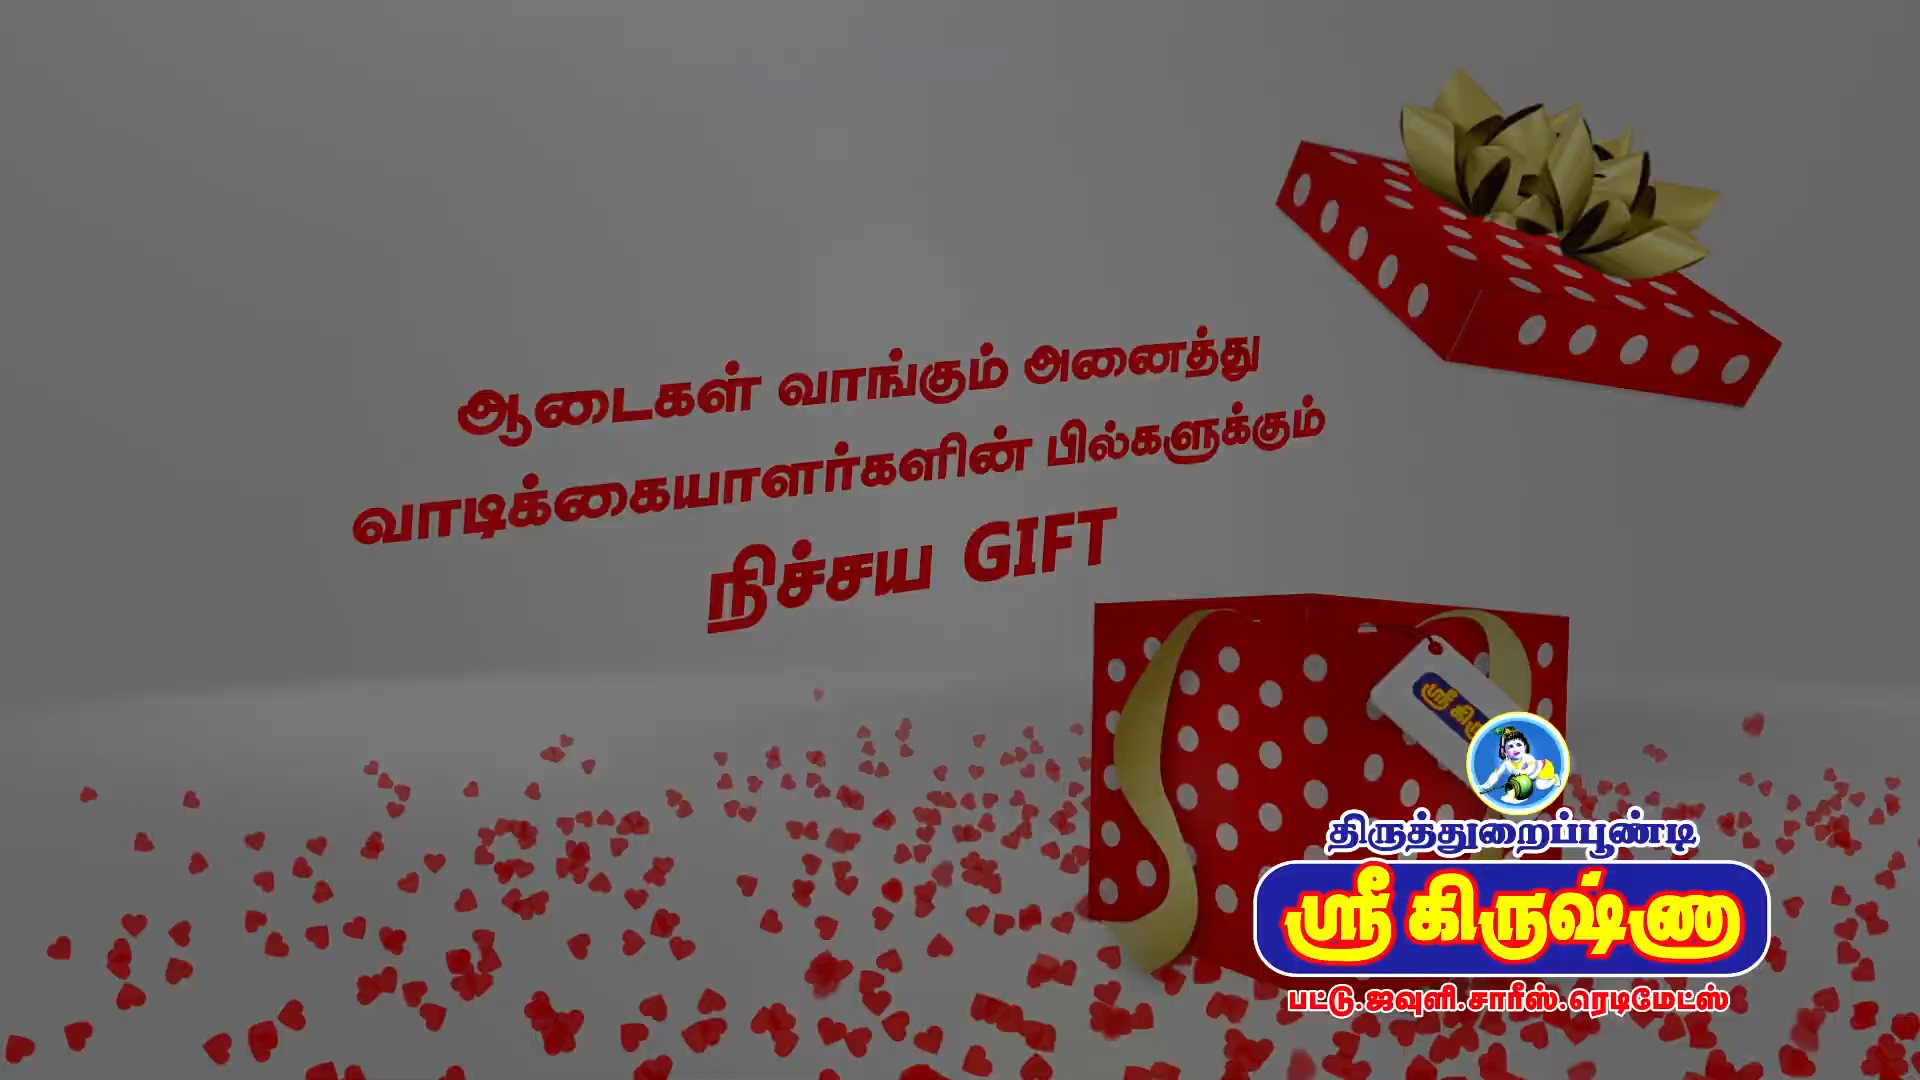 ஆடைகள் வாங்கும் அனைத்து
வாடிக்கையாளர்களின் பில்களுக்கும்
நிச்சய GIFT
ஸ்ரீ
திருத்துறைப்பூண்டி
ஸ்ரீ கிருஷ்ண
பட்டு.ஜவுளி.சாரீஸ்.ரெடிமேட்ஸ்